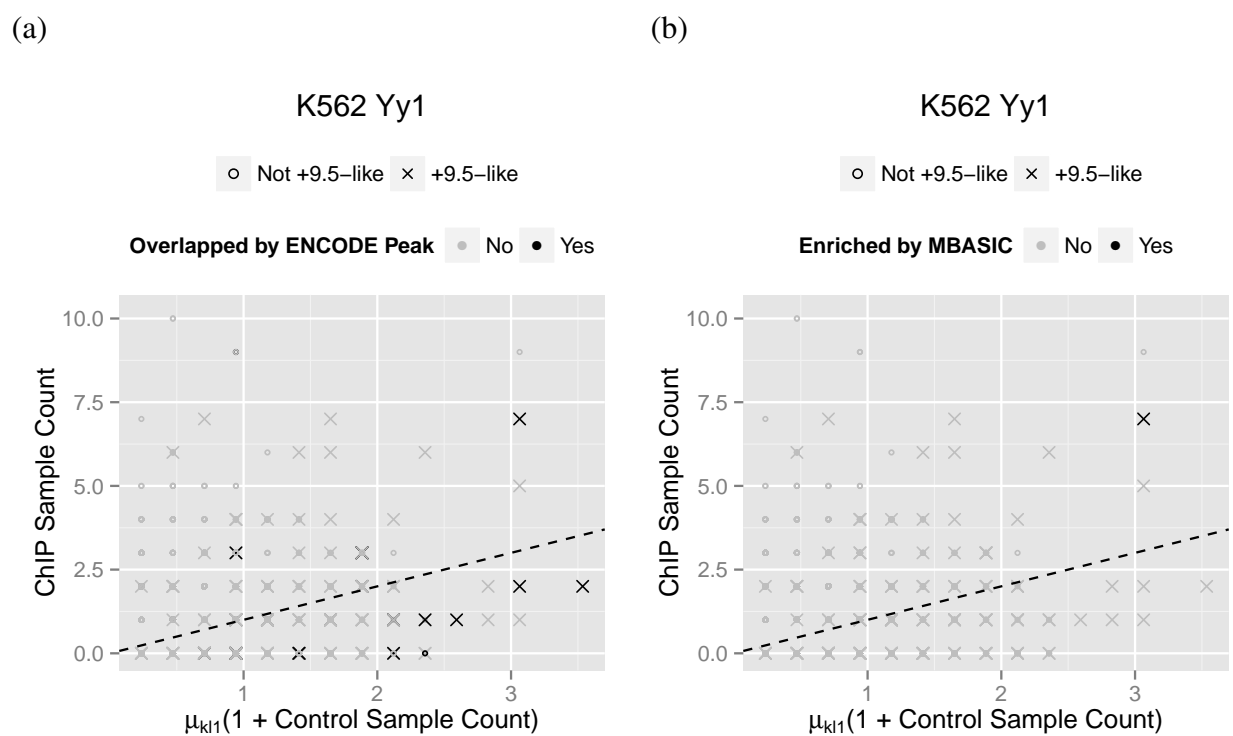 (a)
K562 Yy1
Not +9.5−like +9.5−like
Overlapped by ENCODE Peak No Yes
10.0
7.5
5.0
2.5
0.0
ChIP Sample Count
1 2 3
μkl1(1 + Control Sample Count)
(b)
K562 Yy1
Not +9.5−like +9.5−like
Enriched by MBASIC No Yes
10.0
7.5
5.0
2.5
0.0
ChIP Sample Count
1 2 3
μkl1(1 + Control Sample Count)